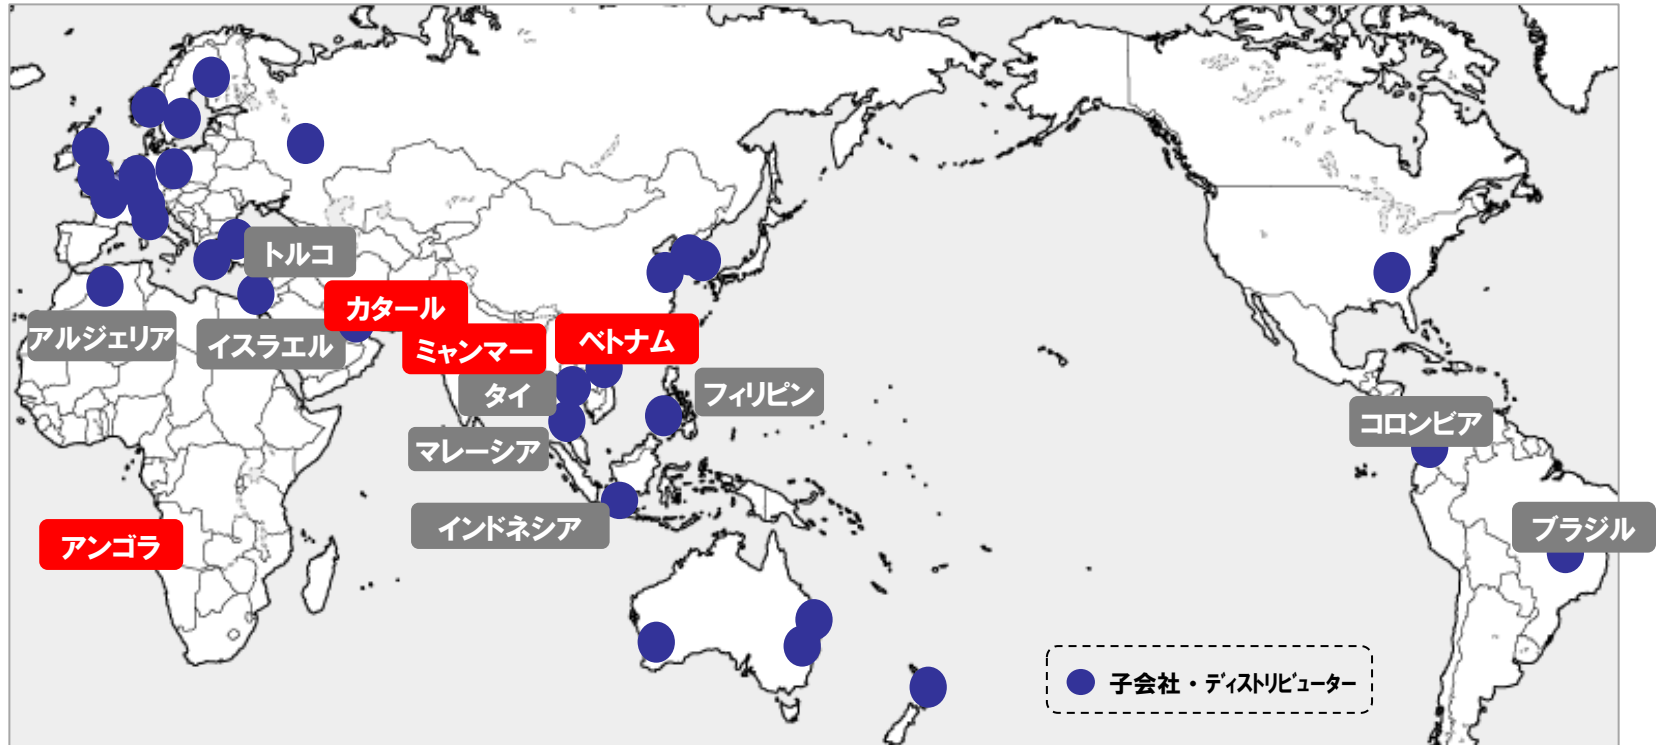 トルコ
カタール
アルジェリア
イスラエル
ミャンマー
ベトナム
タイ
フィリピン
マレーシア
コロンビア
インドネシア
ブラジル
アンゴラ
子会社・ディストリビューター